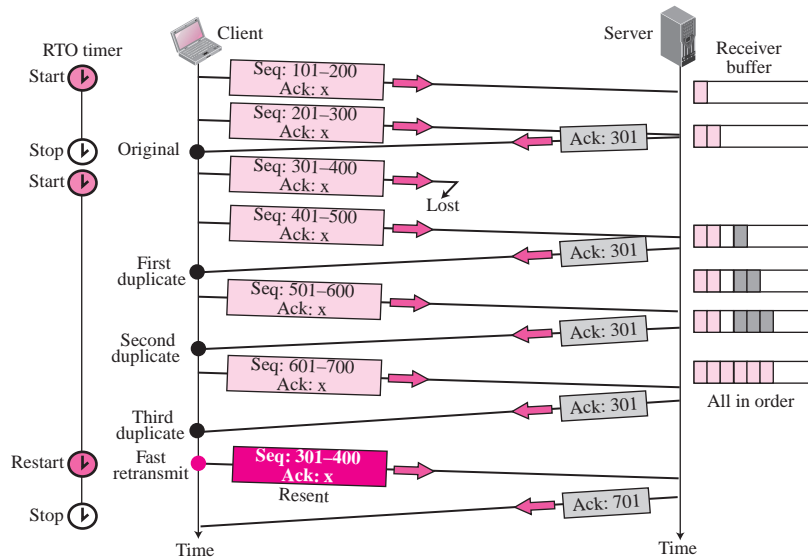 Client
Server
RTO timer
Receiver
buffer
Start
Seq: 101–200
Ack: x
Seq: 201–300
Ack: x
Stop
Original
Ack: 301
Start
Seq: 301–400
Ack: x
Lost
Seq: 401–500
Ack: x
Ack: 301
First
duplicate
Seq: 501–600
Ack: x
Second
duplicate
Ack: 301
Seq: 601–700
Ack: x
All in order
Third
duplicate
Ack: 301
Restart
Fast
retransmit
Seq: 301–400
Ack: x
Resent
Ack: 701
Stop
Time
Time